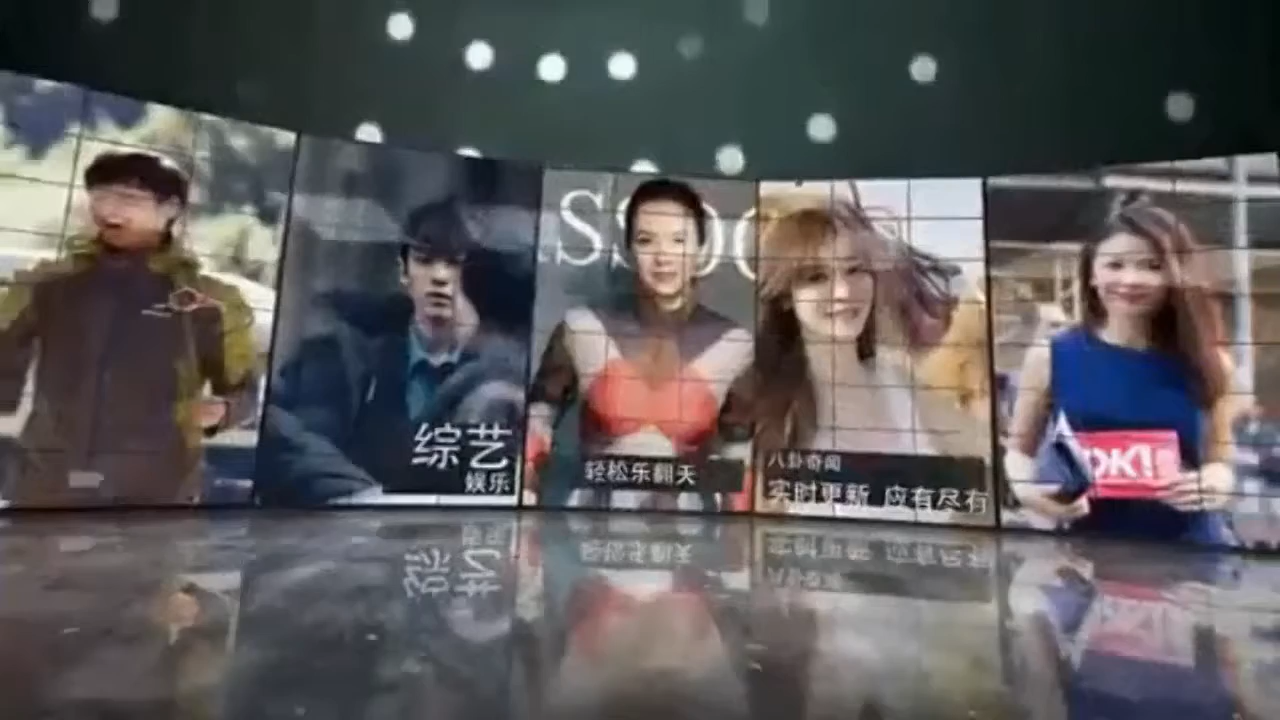 综艺
娱乐
轻松乐翻天
八卦奇闻
实时更新 应有尽有
OK!